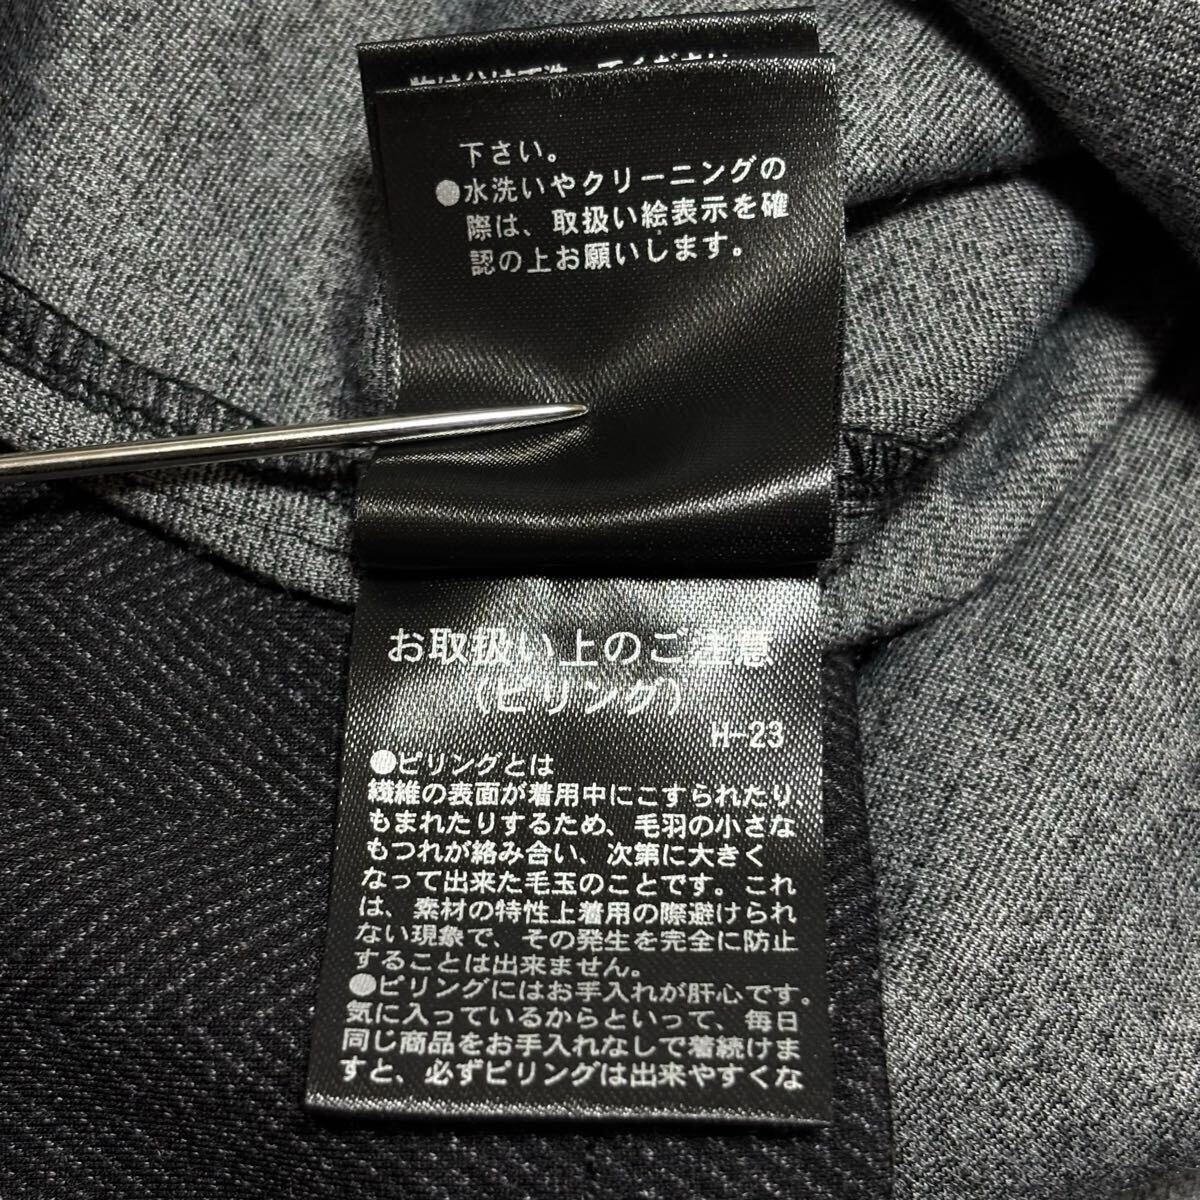 下さい。
●水洗いやクリーニングの
際は、取扱い絵表示を確
認の上お願いします。
お取扱い上のご注意
(ピリング)
H-23
●ピリングとは
繊維の表面が着用中にこすられたり
もまれたりするため、毛羽の小さな
もつれが絡み合い、次第に大きく
なって出来た毛玉のことです。これ
は、素材の特性上着用の際避けられ
ない現象で、その発生を完全に防止
することは出来ません。
●ピリングにはお手入れが肝心です。
気に入っているからといって、毎日
同じ商品をお手入れなしで着続けま
すと、必ずピリングは出来やすくな